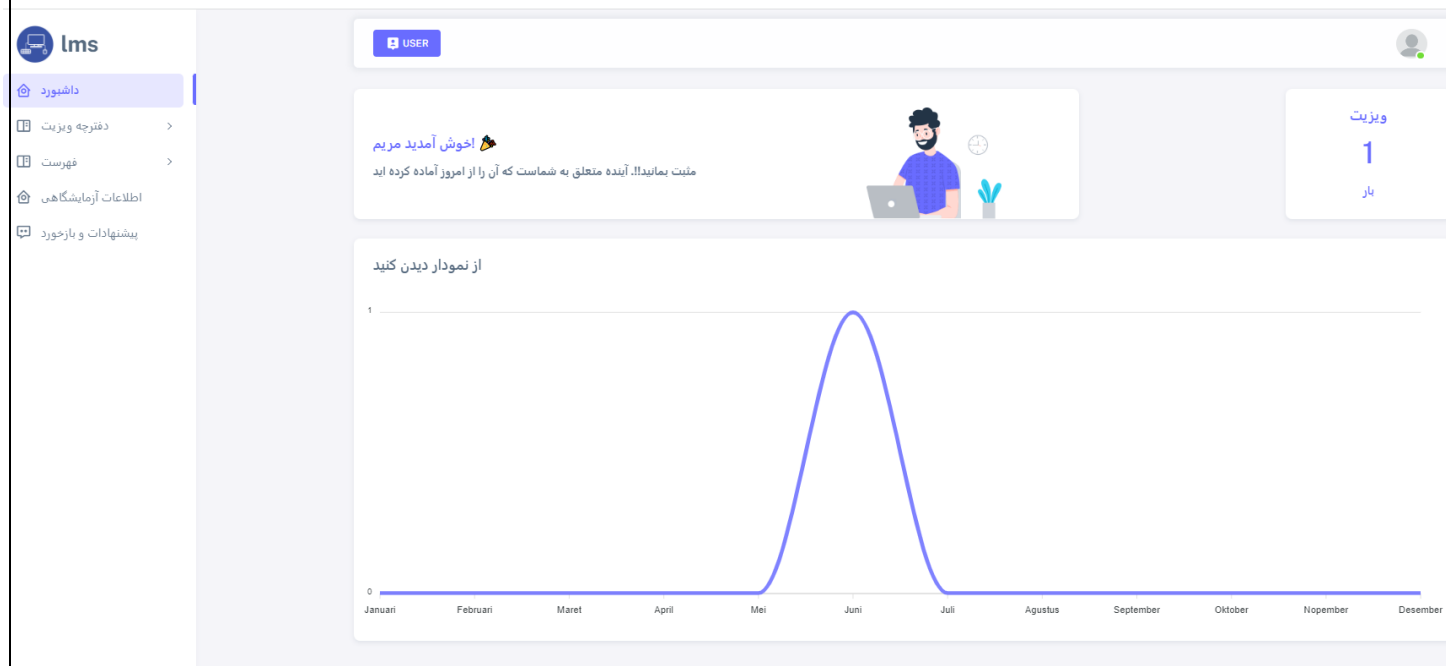 lms
داشبورد
دفترچه ویزیت
فهرست
اطلاعات آزمایشگاهی
پیشنهادات و بازخورد
USER
!خوش آمدید مریم
مثبت بمانید!!. آینده متعلق به شماست که آن را از امروز آماده کرده اید
ویزیت
1
بار
از نمودار دیدن کنید
1
0
Januari Februari Maret April Mei Juni Juli Agustus September Oktober Nopember Desember